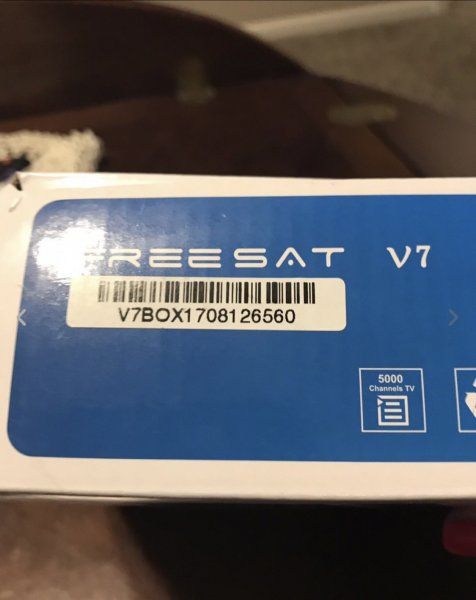 FREESAT V7
V7BOX1708126560
5000
Channels TV